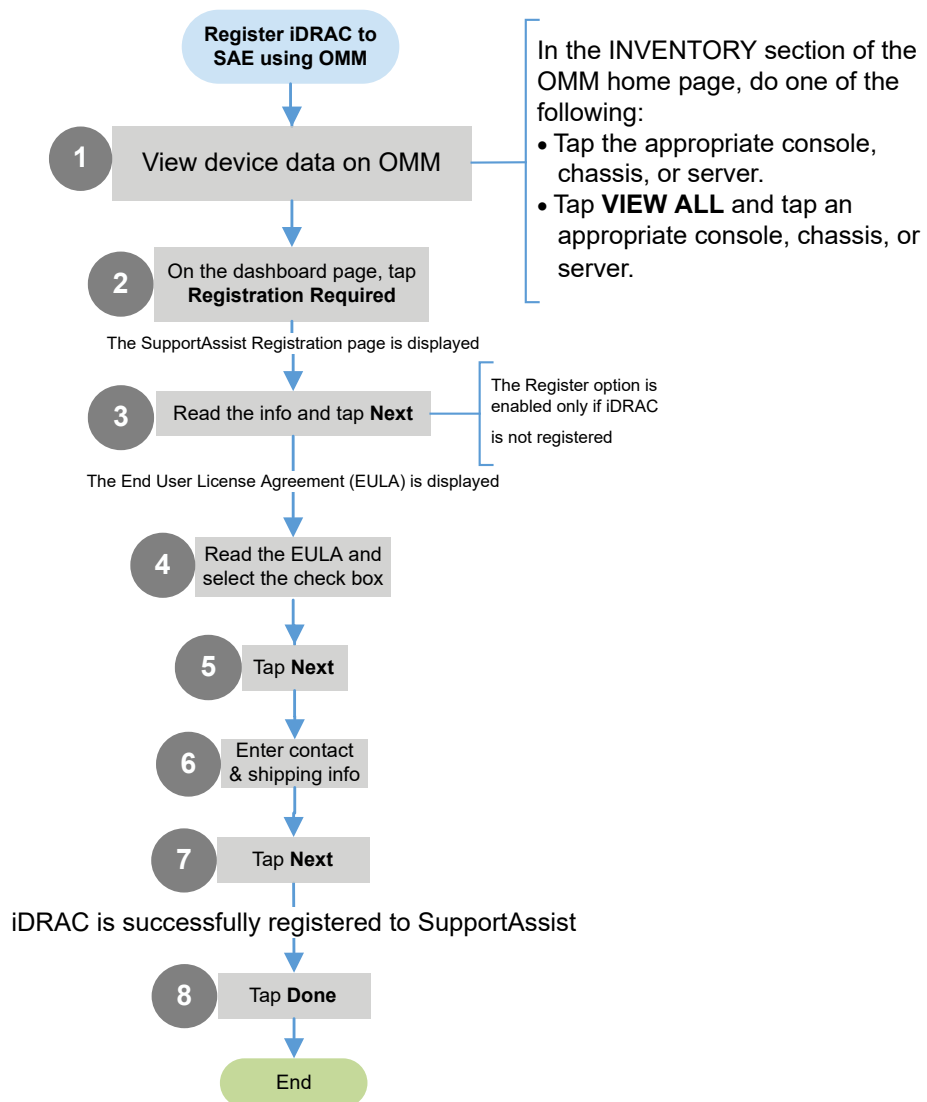 Register iDRAC to
SAE using OMM
In the INVENTORY section of the
OMM home page, do one of the
following:
• Tap the appropriate console,
chassis, or server.
• Tap VIEW ALL and tap an
appropriate console, chassis, or
server.
1
View device data on OMM
2
On the dashboard page, tap
Registration Required
The SupportAssist Registration page is displayed
3
Read the info and tap Next
The Register option is
enabled only if iDRAC
is not registered
The End User License Agreement (EULA) is displayed
4
Read the EULA and
select the check box
5
Tap Next
6
Enter contact
& shipping info
7
Tap Next
iDRAC is successfully registered to SupportAssist
8
Tap Done
End